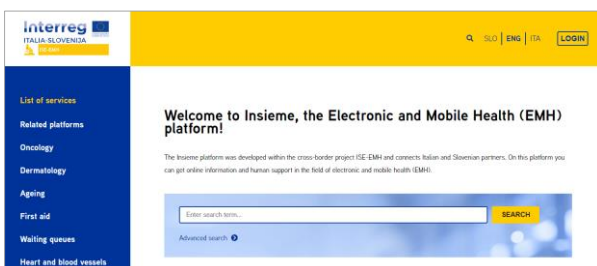 Interreg
ITALIA-SLOVENIJA
ISE-EMH
SLO | ENG | ITA LOGIN
List of services
Related platforms
Oncology
Dermatology
Ageing
First aid
Waiting queues
Heart and blood vessels
Welcome to Insieme, the Electronic and Mobile Health (EMH)
platform!
The Insieme platform was developed within the cross-border project ISE-EMH and connects Italian and Slovenian partners. On this platform you
can get online information and human support in the field of electronic and mobile health (EMH).
Enter search term...
SEARCH
Advanced search